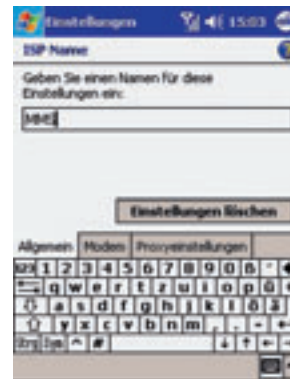 Einstellungen 15:03
ISP Name
Geben Sie einen Namen für diese
Einstellungen ein:
MMS
Einstellungen löschen
Allgemein Modem Proxyeinstellungen
123 1 2 3 4 5 6 7 8 9 0 ß ´
q w e r t z u i o p ü
a s d f g h j k l ö ä
y x c v b n m , . -
Strg ^ #